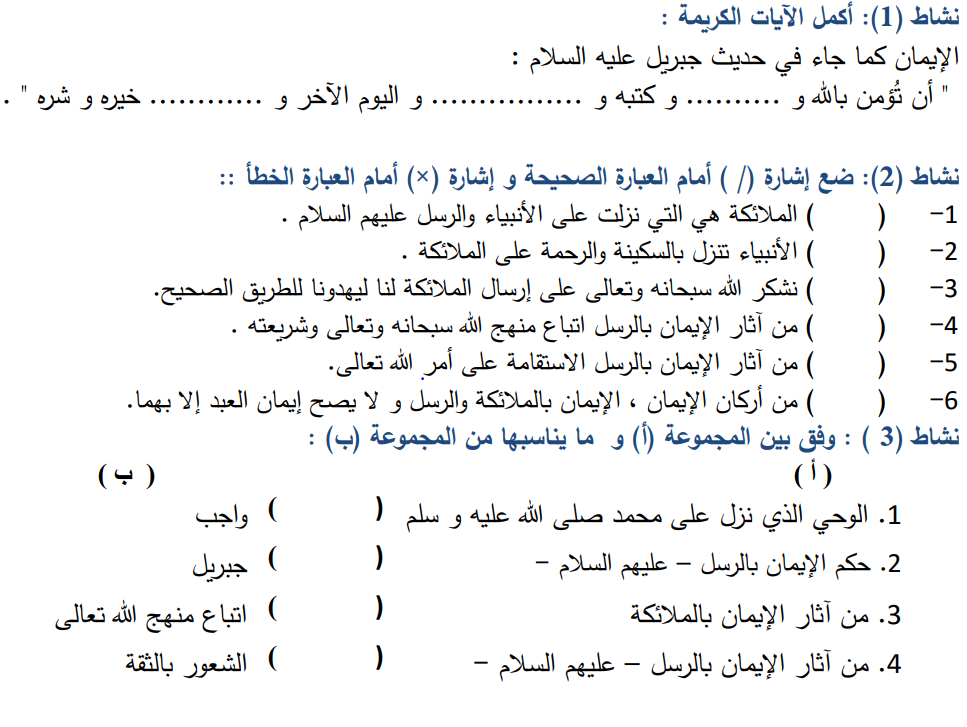 نشاط (1): أكمل الآيات الكريمة :
الإيمان كما جاء في حديث جبريل عليه السلام :
" أن تُؤمن بالله و .......... و كتبه و ................ و اليوم الآخر و ............ خيره و شره " .
نشاط (2): ضع إشارة (/ ) أمام العبارة الصحيحة و إشارة (×) أمام العبارة الخطأ ::
1- ( ) الملائكة هي التي نزلت على الأنبياء والرسل عليهم السلام .
2- ( ) الأنبياء تتنزل بالسكينة والرحمة على الملائكة .
3- ( ) نشكر الله سبحانه وتعالى على إرسال الملائكة لنا ليهدونا للطريق الصحيح.
4- ( ) من آثار الإيمان بالرسل اتباع منهج الله سبحانه وتعالى وشريعته .
5- ( ) من آثار الإيمان بالرسل الاستقامة على أمر الله تعالى.
6- ( ) من أركان الإيمان ، الإيمان بالملائكة والرسل و لا يصح إيمان العبد إلا بهما.
نشاط (3 ) : وفق بين المجموعة (أ) و ما يناسبها من المجموعة (ب) :
( أ ) ( ب )
1. الوحي الذي نزل على محمد صلى الله عليه و سلم ( ) واجب
2. حكم الإيمان بالرسل – عليهم السلام – ( ) جبريل
3. من آثار الإيمان بالملائكة ( ) اتباع منهج الله تعالى
4. من آثار الإيمان بالرسل – عليهم السلام – ( ) الشعور بالثقة